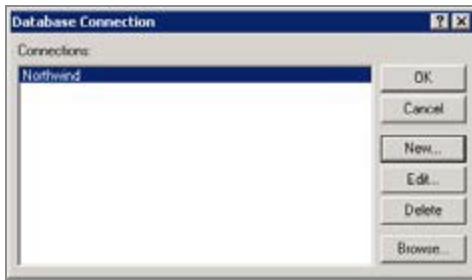 Database Connection
Connections:
Northwind
OK
Cancel
New...
Edit...
Delete
Browse...